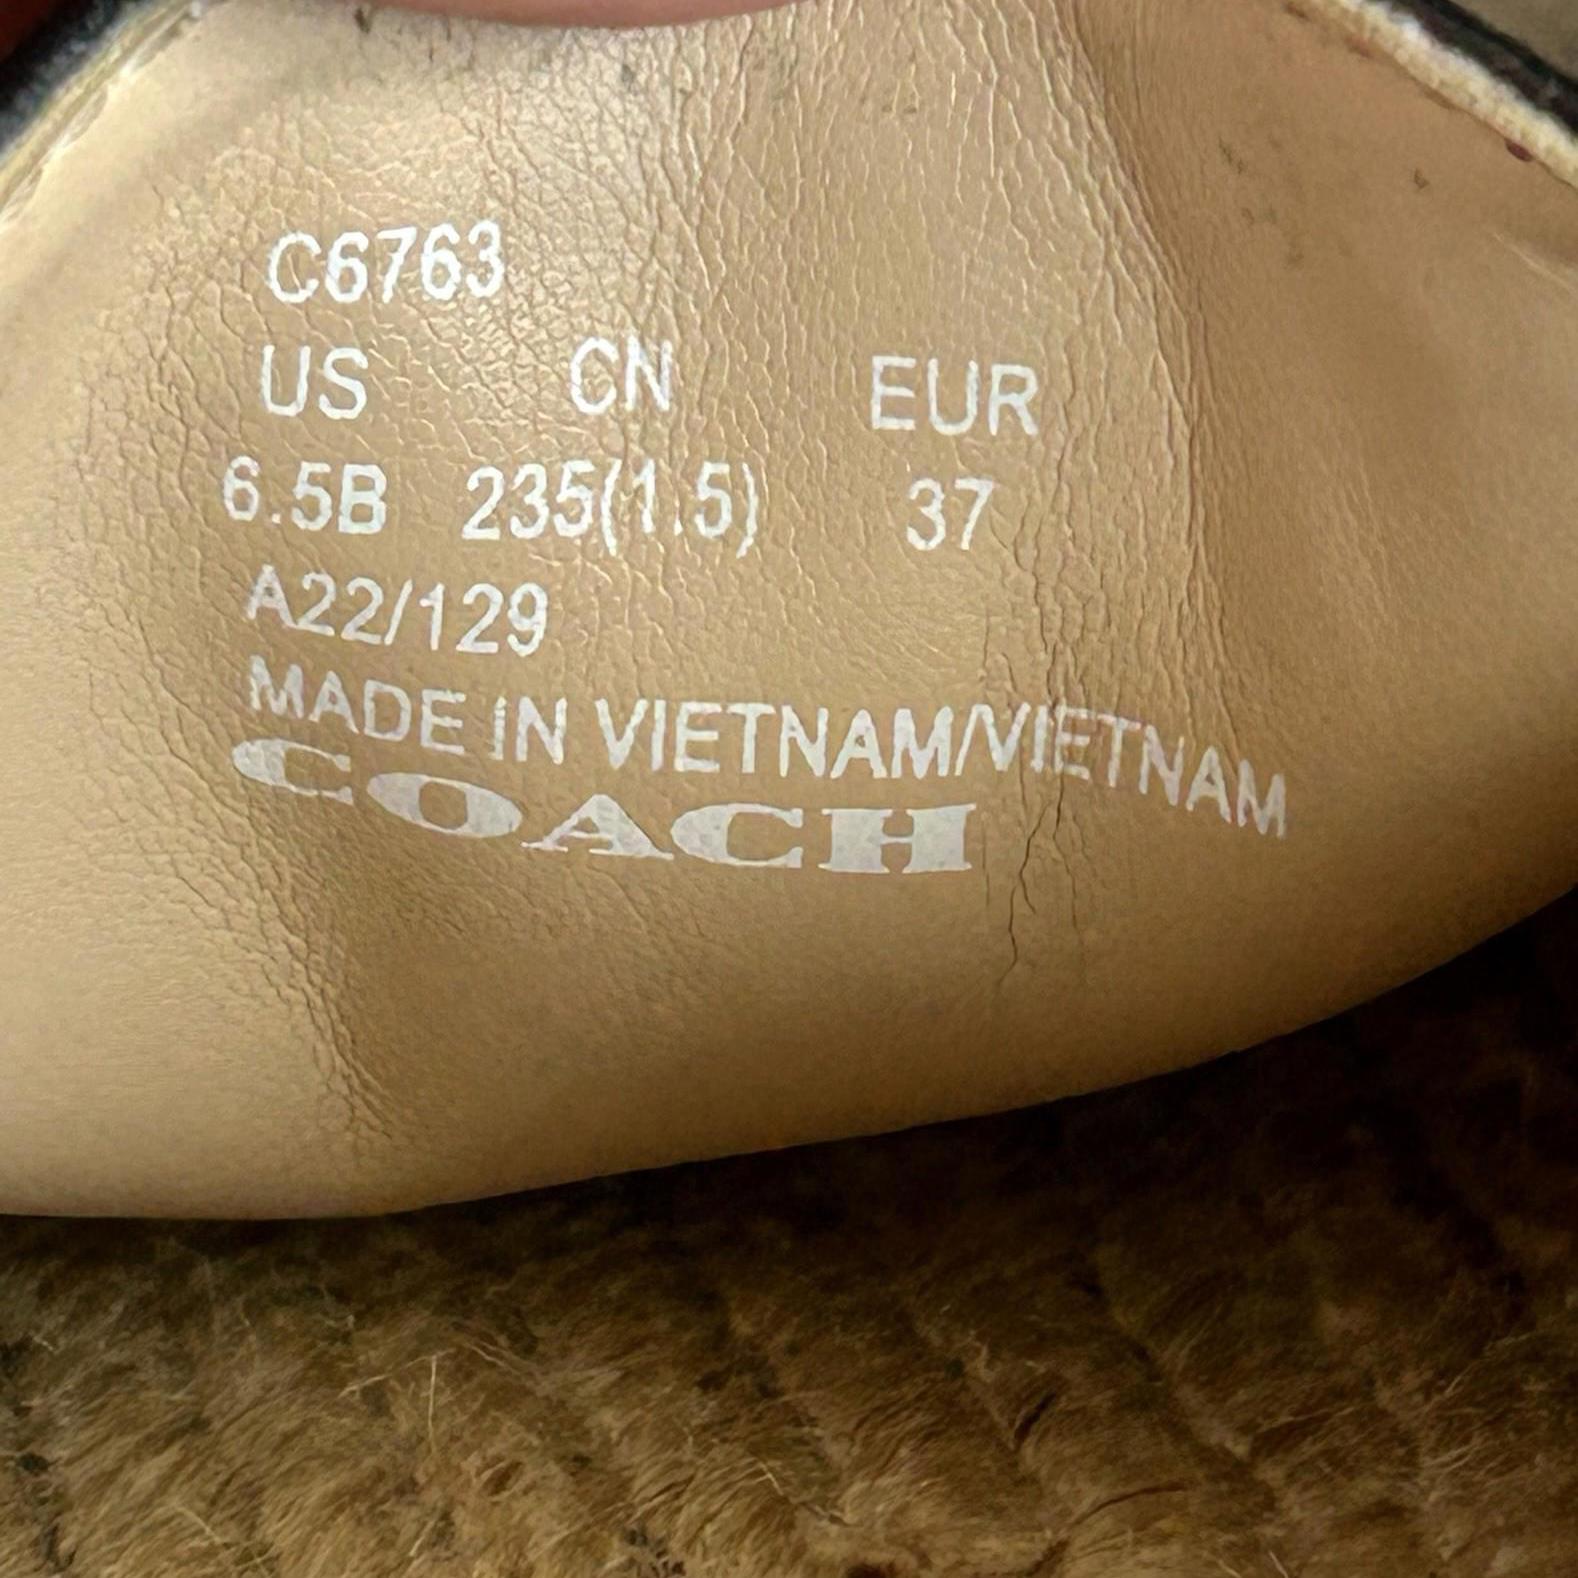 C6763
US CN EUR
6.5B 235(1.5) 37
A22/129
MADE IN VIETNAM/VIETNAM
COACH